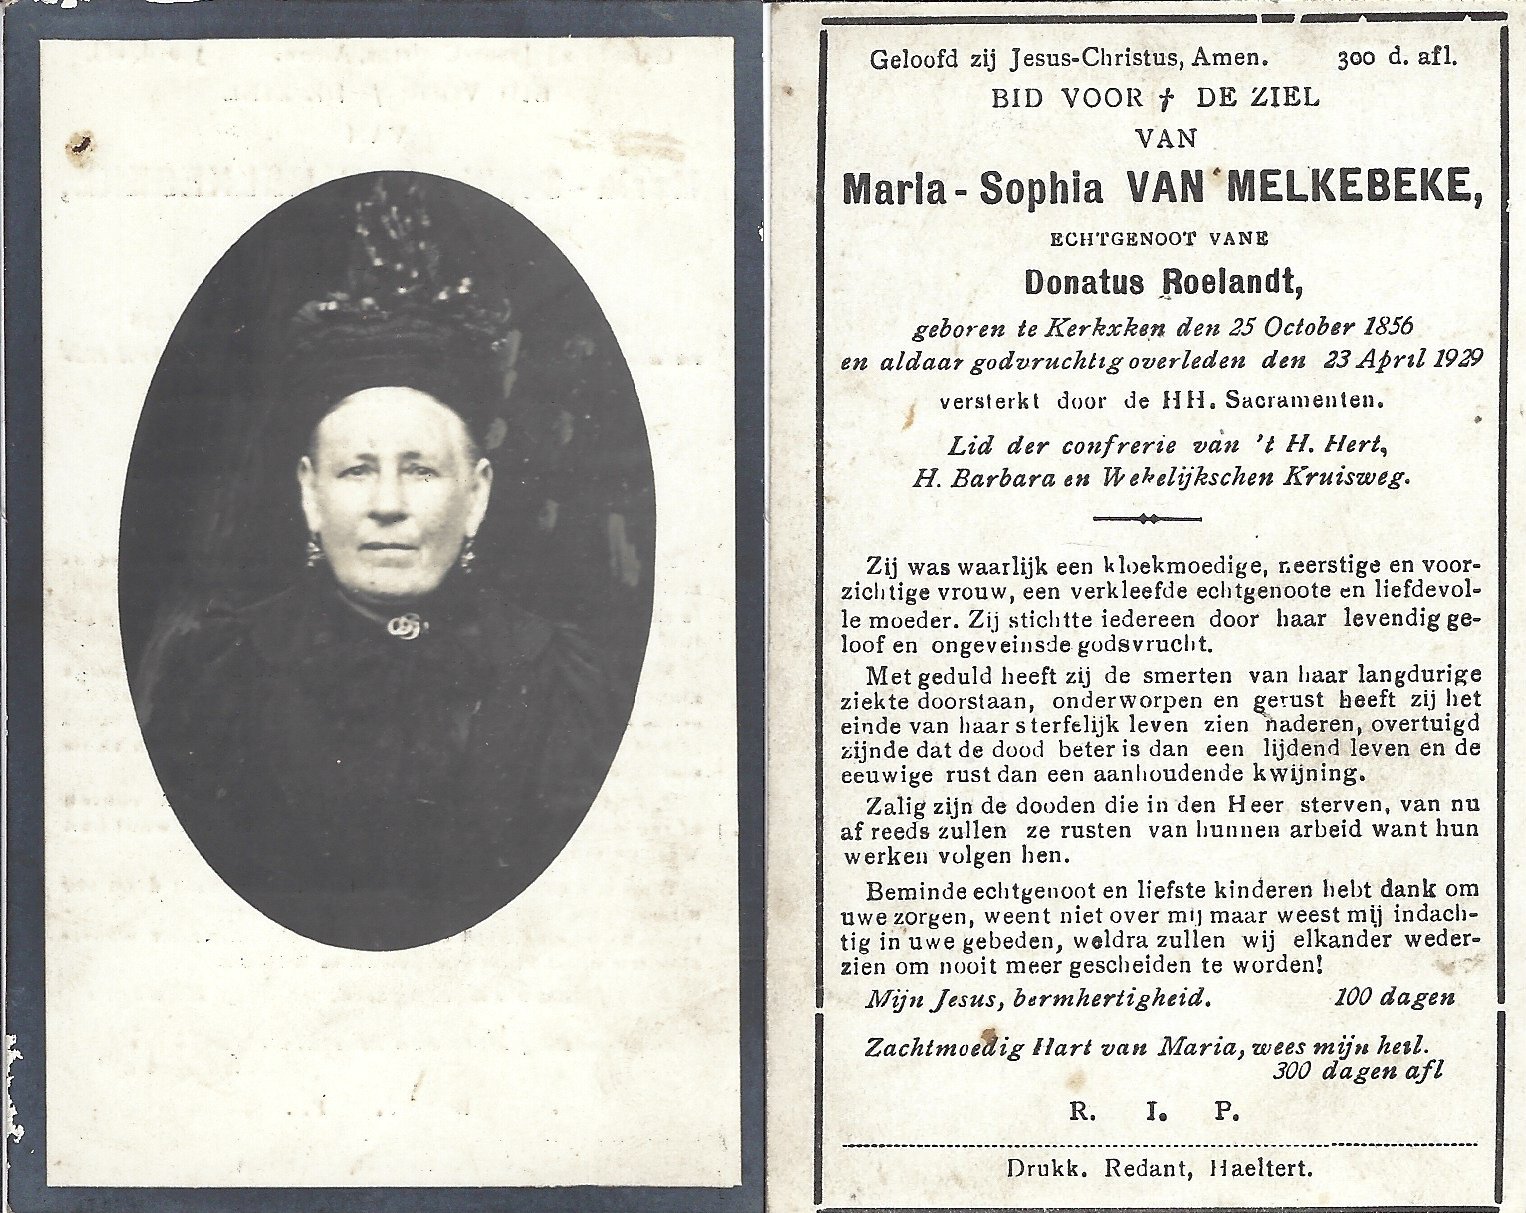 Geloofd zij Jesus-Christus, Amen. 300 d. afl.
BID VOOR † DE ZIEL
VAN
Maria - Sophia VAN MELKEBEKE,
ECHTGENOOT VANE
Donatus Roelandt,
geboren te Kerkxken den 25 October 1856
en aldaar godvruchtig overleden den 23 April 1929
versterkt door de HH. Sacramenten.
Lid der confrerie van 't H. Hert,
H. Barbara en Wekelijkschen Kruisweg.
Zij was waarlijk een kloekmoedige, neerstige en voor-
zichtige vrouw, een verkleefde echtgenoote en liefdevol-
le moeder. Zij stichtte iedereen door haar levendig ge-
loof en ongeveinsde godsvrucht.
Met geduld heeft zij de smerten van haar langdurige
ziekte doorstaan, onderworpen en gerust heeft zij het
einde van haar sterfelijk leven zien naderen, overtuigd
zijnde dat de dood beter is dan een lijdend leven en de
eeuwige rust dan een aanhoudende kwijning.
Zalig zijn de dooden die in den Heer sterven, van nu
af reeds zullen ze rusten van hunnen arbeid want hun
werken volgen hen.
Beminde echtgenoot en liefste kinderen hebt dank om
uwe zorgen, weent niet over mij maar weest mij indach-
tig in uwe gebeden, weldra zullen wij elkander weder-
zien om nooit meer gescheiden te worden!
Mijn Jesus, bermhertigheid. 100 dagen
Zachtmoedig Hart van Maria, wees mijn heil.
300 dagen afl
R. I. P.
Drukk. Redant, Haeltert.